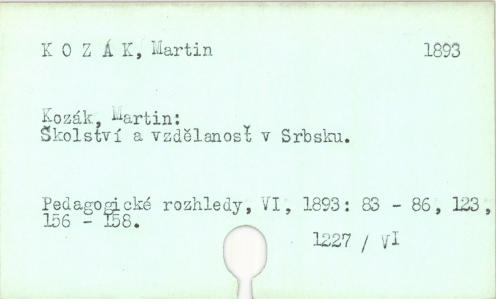 K O Z Á K, Martin 1893
Kozák, Martin:
Školství a vzdělanosť v Srbsku.
Pedagogické rozhledy, VI, 1893: 83 - 86, 123,
156 - 158.
1227 / VI